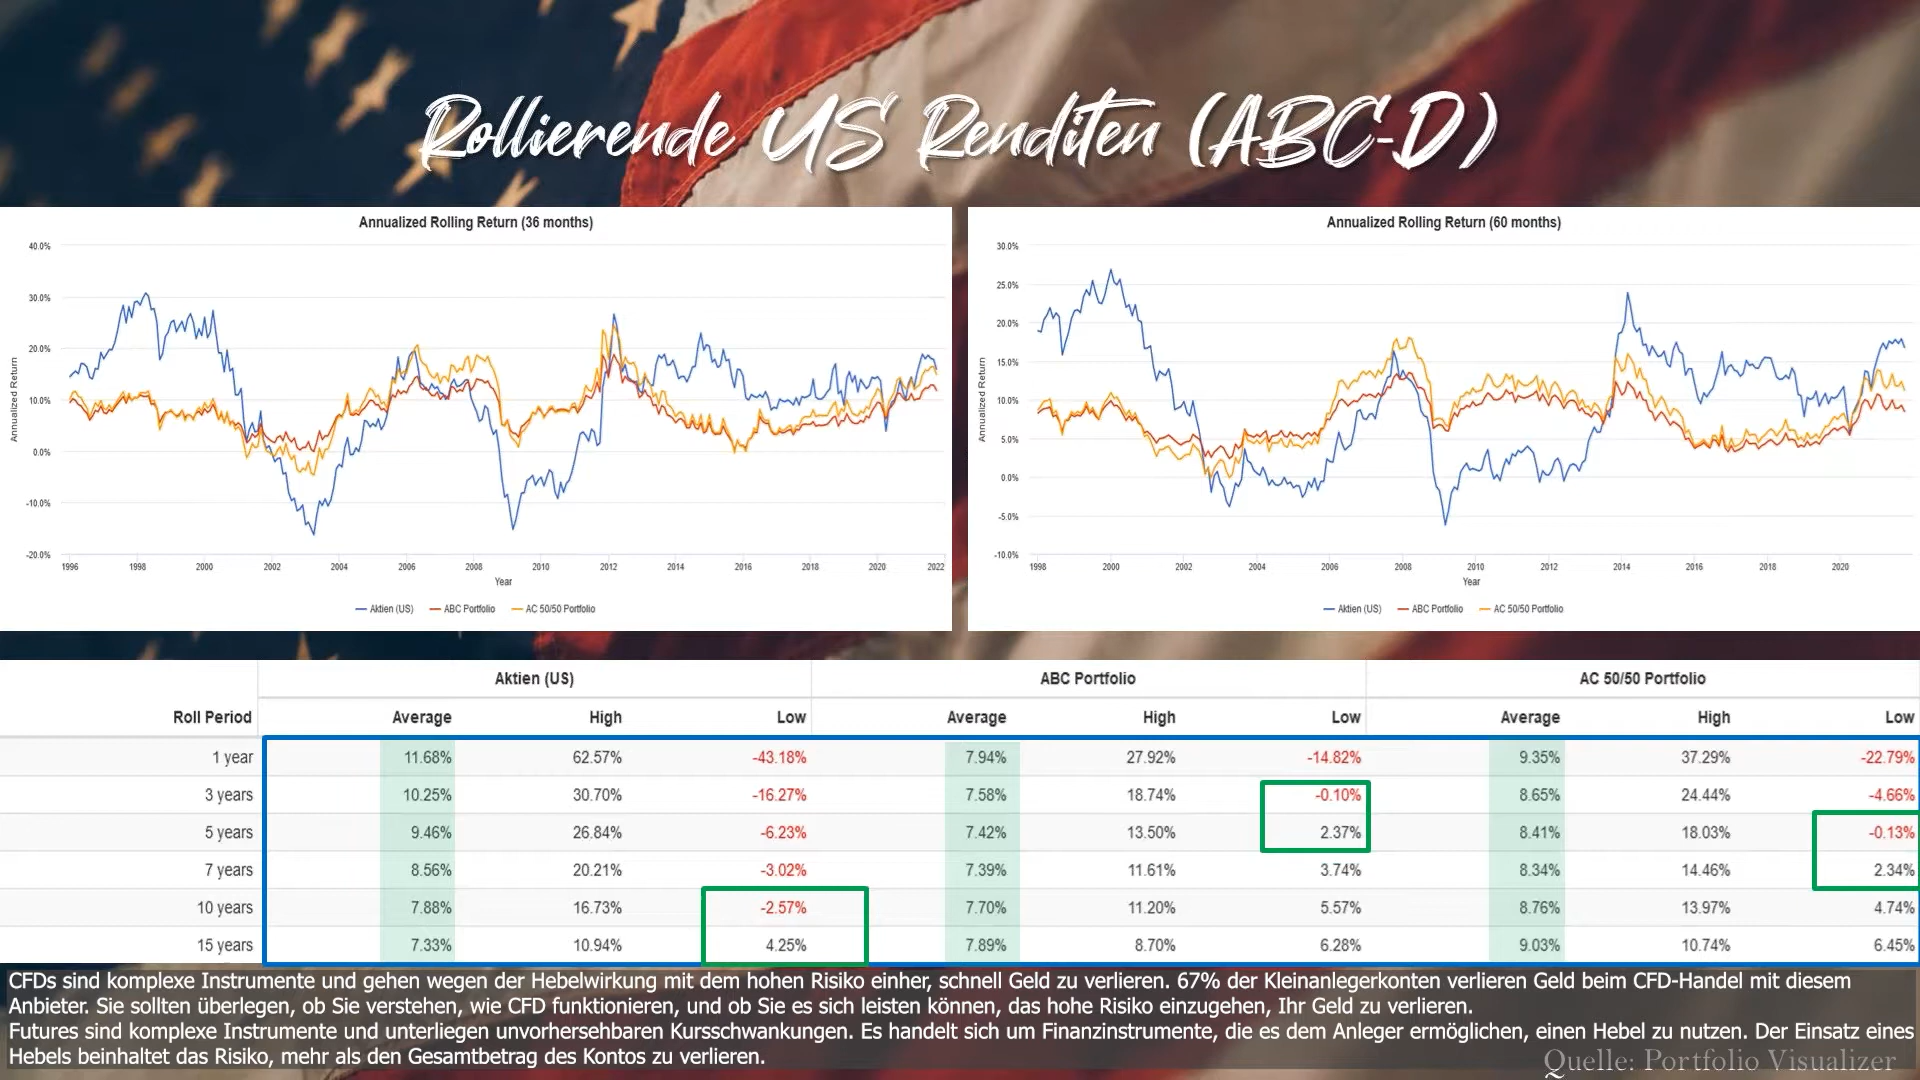 Rollierende US Renditen (ABC-D)
Annualized Rolling Return (36 months)
40.0%
30.0%
20.0%
10.0%
0.0%
-10.0%
-20.0%
Annualized Return
1996 1998 2000 2002 2004 2006 2008 2010 2012 2014 2016 2018 2020 2022
Year
Aktien (US) ABC Portfolio AC 50/50 Portfolio
Annualized Rolling Return (60 months)
30.0%
25.0%
20.0%
15.0%
10.0%
5.0%
0.0%
-5.0%
-10.0%
Annualized Return
1998 2000 2002 2004 2006 2008 2010 2012 2014 2016 2018 2020
Year
Aktien (US) ABC Portfolio AC 50/50 Portfolio
Aktien (US) ABC Portfolio AC 50/50 Portfolio
Roll Period Average High Low Average High Low Average High Low
1 year 11.68% 62.57% -43.18% 7.94% 27.92% -14.82% 9.35% 37.29% -22.79%
3 years 10.25% 30.70% -16.27% 7.58% 18.74% -0.10% 8.65% 24.44% -4.66%
5 years 9.46% 26.84% -6.23% 7.42% 13.50% 2.37% 8.41% 18.03% -0.13%
7 years 8.56% 20.21% -3.02% 7.39% 11.61% 3.74% 8.34% 14.46% 2.34%
10 years 7.88% 16.73% -2.57% 7.70% 11.20% 5.57% 8.76% 13.97% 4.74%
15 years 7.33% 10.94% 4.25% 7.89% 8.70% 6.28% 9.03% 10.74% 6.45%
CFDs sind komplexe Instrumente und gehen wegen der Hebelwirkung mit dem hohen Risiko einher, schnell Geld zu verlieren. 67% der Kleinanlegerkonten verlieren Geld beim CFD-Handel mit diesem
Anbieter. Sie sollten überlegen, ob Sie verstehen, wie CFD funktionieren, und ob Sie es sich leisten können, das hohe Risiko einzugehen, Ihr Geld zu verlieren.
Futures sind komplexe Instrumente und unterliegen unvorhersehbaren Kursschwankungen. Es handelt sich um Finanzinstrumente, die es dem Anleger ermöglichen, einen Hebel zu nutzen. Der Einsatz eines
Hebels beinhaltet das Risiko, mehr als den Gesamtbetrag des Kontos zu verlieren.
Quelle: Portfolio Visualizer